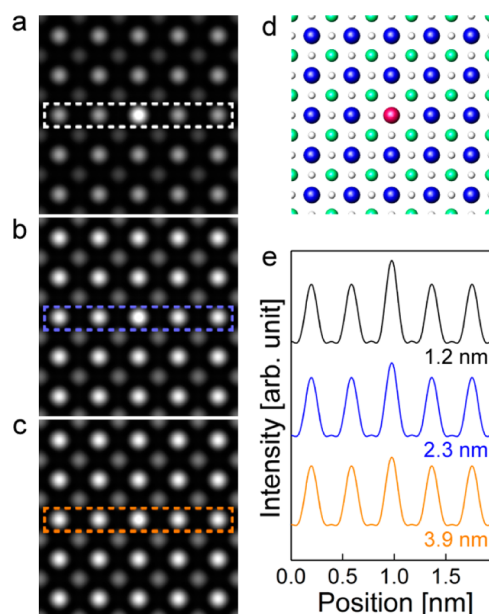 a
b
c
d
e
Intensity [arb. unit]
1.2 nm
2.3 nm
3.9 nm
0.0 0.5 1.0 1.5
Position [nm]